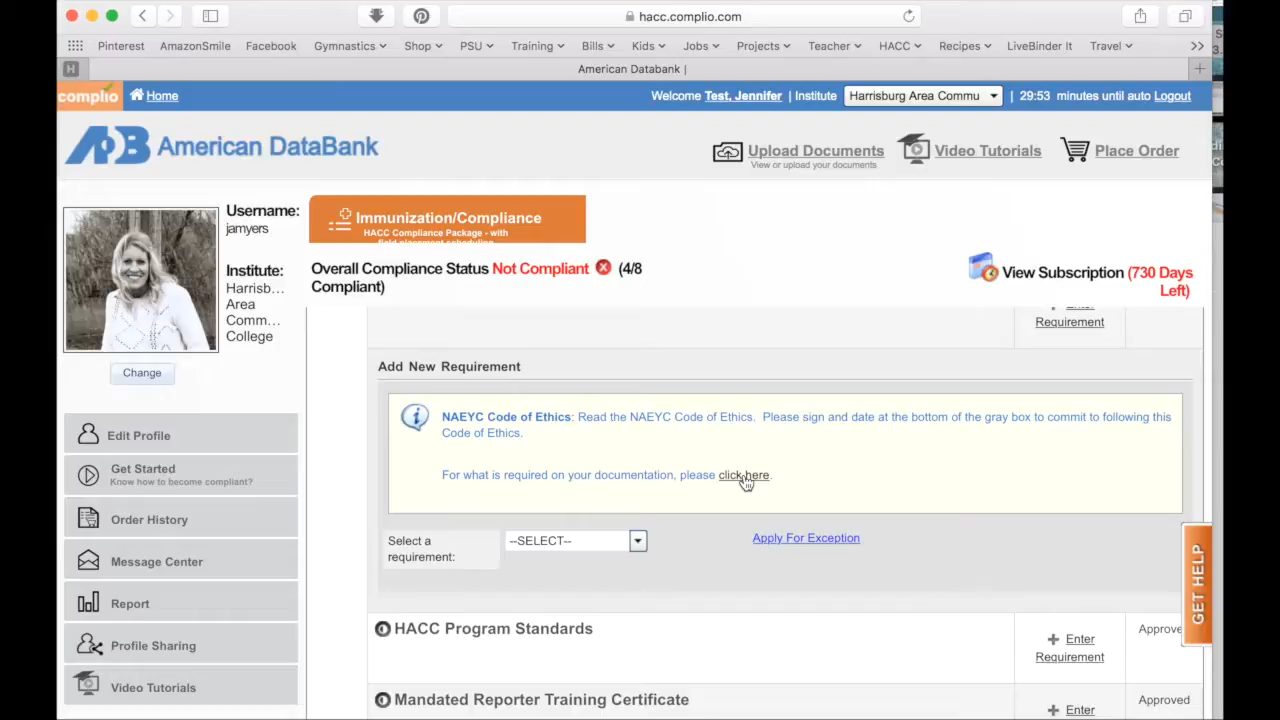 hacc.complio.com
Pinterest AmazonSmile Facebook Gymnastics Shop PSU Training Bills Kids Jobs Projects Teacher HACC Recipes LiveBinder It Travel
H American Databank |
complio Home Welcome Test, Jennifer | Institute Harrisburg Area Commu | 29:53 minutes until auto Logout
ADB American DataBank
Upload Documents Video Tutorials Place Order
View or upload your documents
Username:
jamyers
Institute:
Harrisb...
Area
Comm...
College
Change
Immunization/Compliance
HACC Compliance Package - with
field placement scheduling
Overall Compliance Status Not Compliant (4/8
Compliant)
View Subscription (730 Days
Left)
Enter
Requirement
Add New Requirement
NAEYC Code of Ethics: Read the NAEYC Code of Ethics. Please sign and date at the bottom of the gray box to commit to following this
Code of Ethics.
For what is required on your documentation, please click here.
Select a
requirement:
--SELECT--
Apply For Exception
Edit Profile
Get Started
Know how to become compliant?
Order History
Message Center
Report
Profile Sharing
Video Tutorials
GET HELP
HACC Program Standards
Enter
Requirement
Approve
Mandated Reporter Training Certificate
Enter
Approved